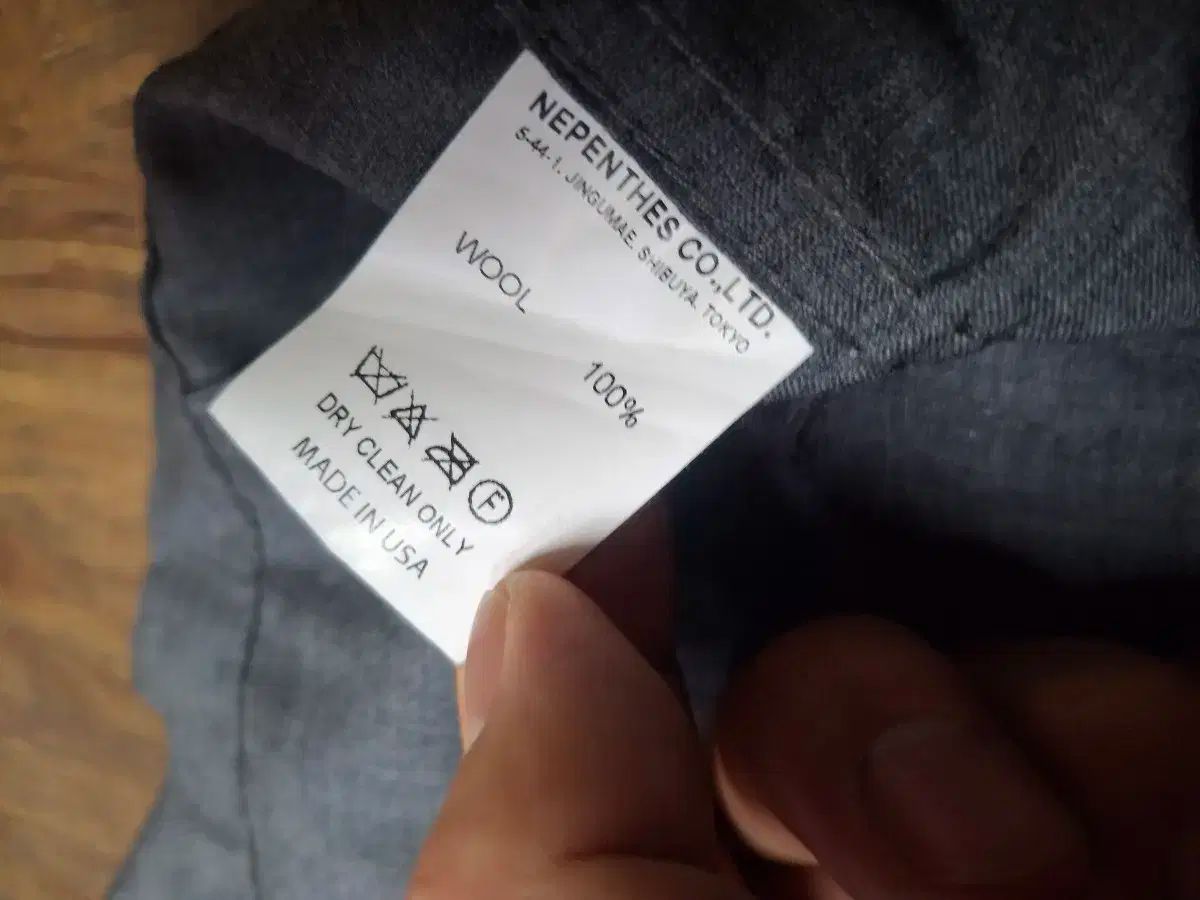 NEPENTHES CO.,LTD.
5-44-1, JINGUMAE, SHIBUYA, TOKYO
WOOL
100%
F
DRY CLEAN ONLY
MADE IN USA